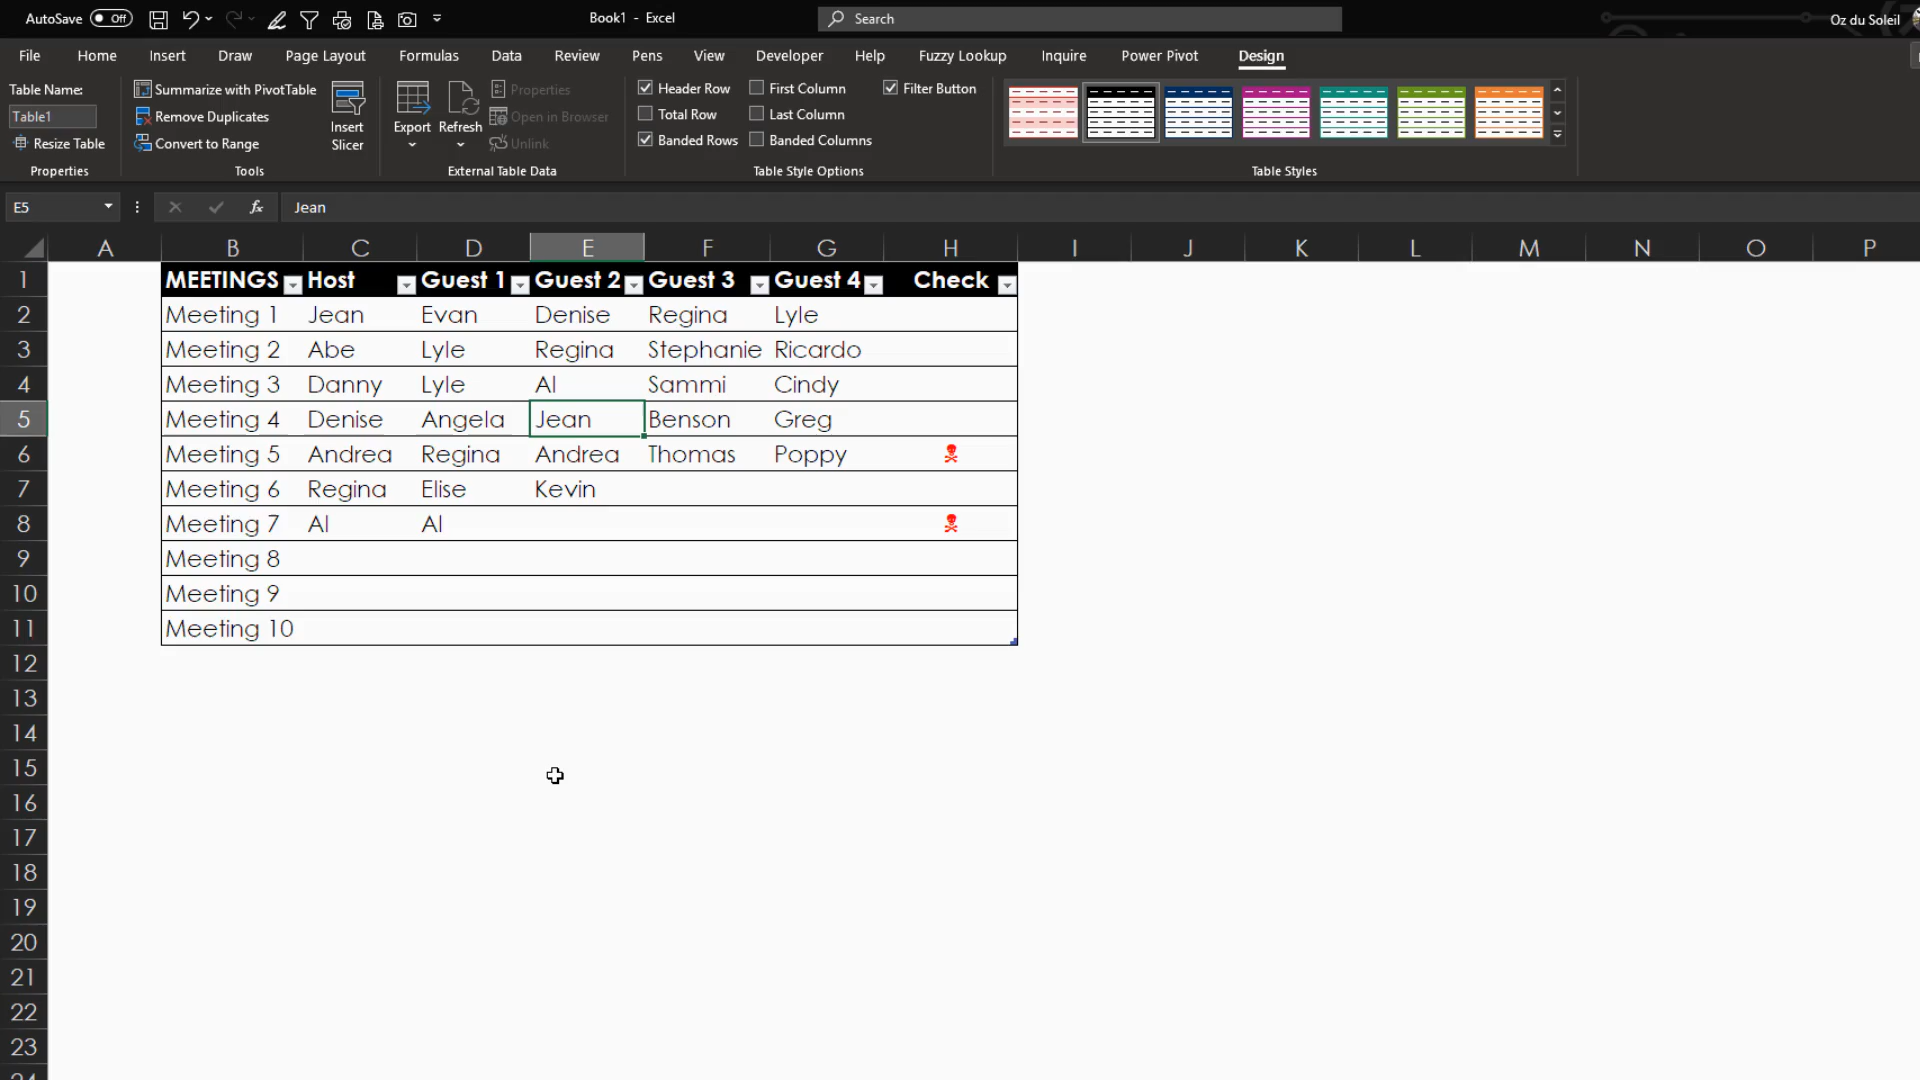 AutoSave Off Book1 - Excel Search Oz du Soleil
File Home Insert Draw Page Layout Formulas Data Review Pens View Developer Help Fuzzy Lookup Inquire Power Pivot Design
Table Name:
Table1
Resize Table
Properties
Summarize with PivotTable
Remove Duplicates
Convert to Range
Insert
Slicer
Tools
Export
Refresh
Properties
Open in Browser
Unlink
External Table Data
Header Row
First Column
Filter Button
Total Row
Last Column
Banded Rows
Banded Columns
Table Style Options
Table Styles
E5 fx Jean
A B C D E F G H I J K L M N O P
1 MEETINGS Host Guest 1 Guest 2 Guest 3 Guest 4 Check
2 Meeting 1 Jean Evan Denise Regina Lyle
3 Meeting 2 Abe Lyle Regina Stephanie Ricardo
4 Meeting 3 Danny Lyle Al Sammi Cindy
5 Meeting 4 Denise Angela Jean Benson Greg
6 Meeting 5 Andrea Regina Andrea Thomas Poppy
7 Meeting 6 Regina Elise Kevin
8 Meeting 7 Al Al
9 Meeting 8
10 Meeting 9
11 Meeting 10
12
13
14
15
16
17
18
19
20
21
22
23